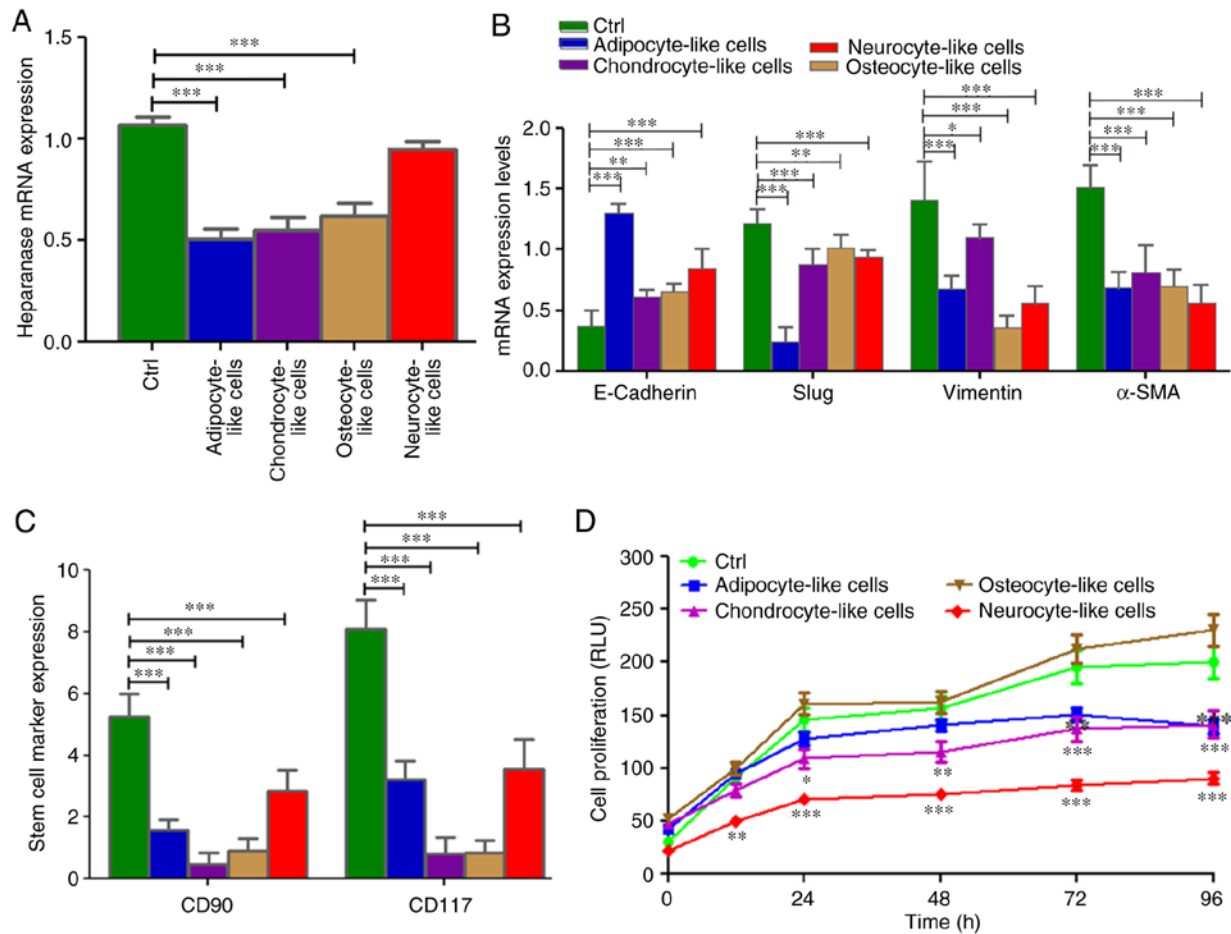 A
Heparanase mRNA expression
1.5
1.0
0.5
0.0
***
***
***
Ctrl
Adipocyte-
like cells
Chondrocyte-
like cells
Osteocyte-
like cells
Neurocyte-
like cells
B
Ctrl
Adipocyte-like cells
Chondrocyte-like cells
Neurocyte-like cells
Osteocyte-like cells
mRNA expression levels
2.0
1.5
1.0
0.5
0.0
***
***
**
***
***
**
***
***
***
***
*
***
***
***
***
***
E-Cadherin
Slug
Vimentin
α-SMA
C
Stem cell marker expression
10
8
6
4
2
0
***
***
***
***
***
***
***
***
CD90
CD117
D
Ctrl
Adipocyte-like cells
Chondrocyte-like cells
Osteocyte-like cells
Neurocyte-like cells
Cell proliferation (RLU)
300
250
200
150
100
50
0
**
*
***
**
***
***
***
***
***
***
0
24
48
72
96
Time (h)